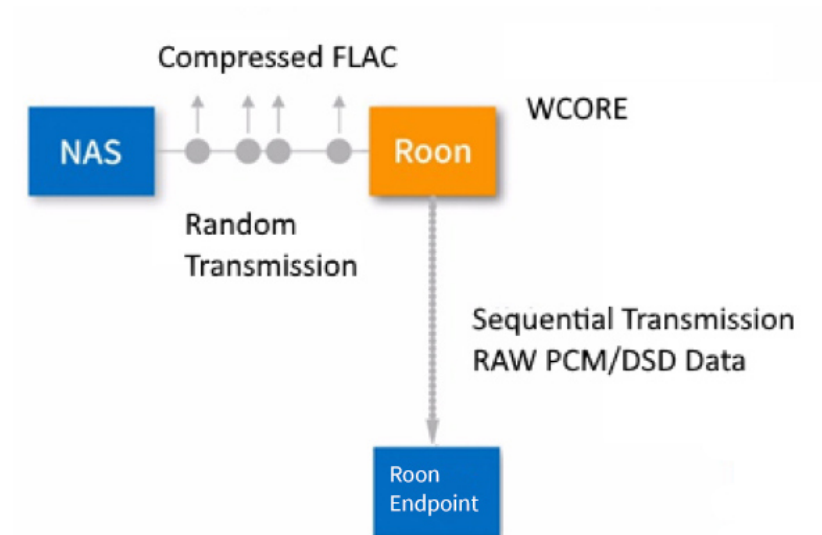 Compressed FLAC
WCORE
NAS
Roon
Random
Transmission
Sequential Transmission
RAW PCM/DSD Data
Roon
Endpoint